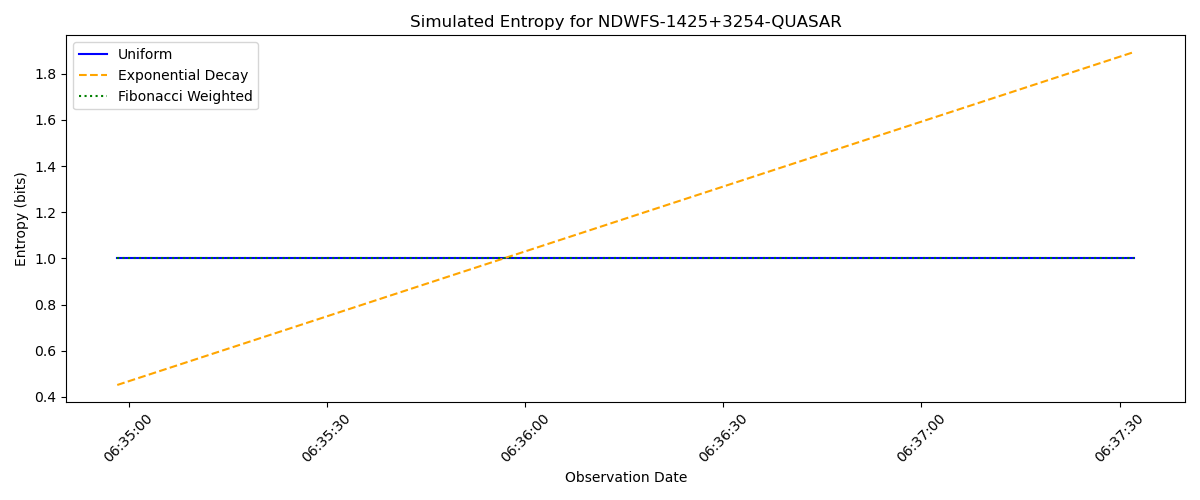 Simulated Entropy for NDWFS-1425+3254-QUASAR
Uniform
Exponential Decay
Fibonacci Weighted
Entropy (bits)
1.8
1.6
1.4
1.2
1.0
0.8
0.6
0.4
06:35:00
06:35:30
06:36:00
06:36:30
06:37:00
06:37:30
Observation Date